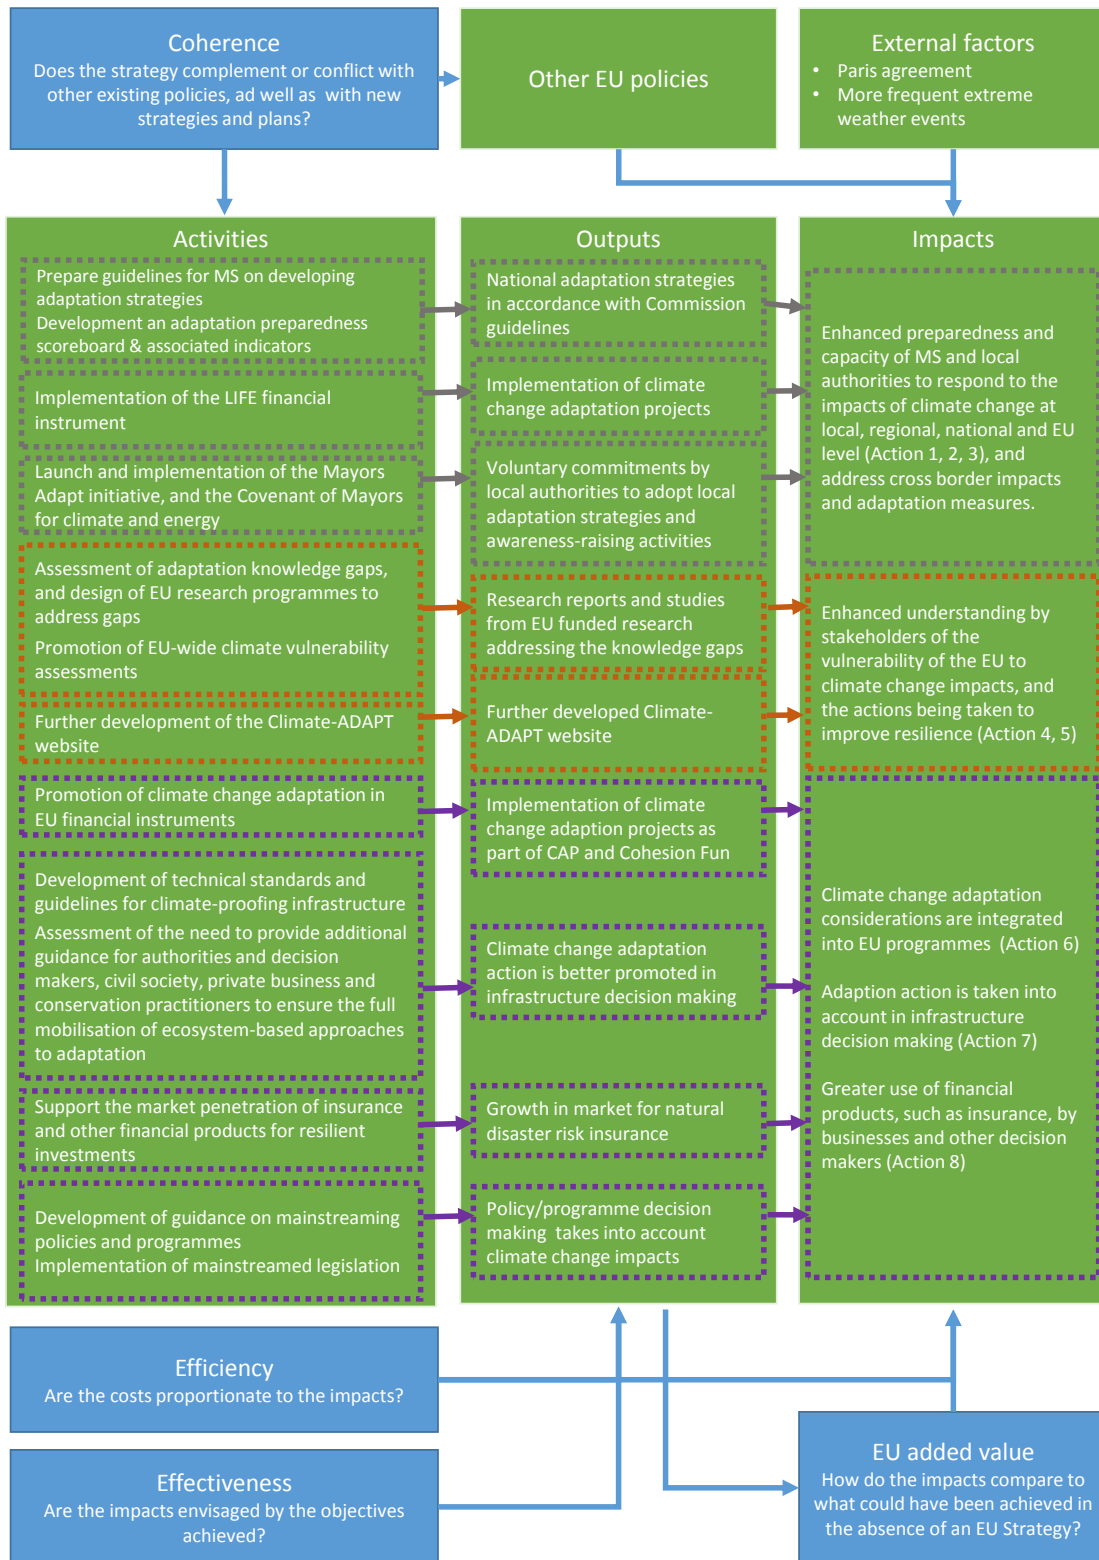 Coherence
Does the strategy complement or conflict with
other existing policies, ad well as  with new
strategies and plans?
Other EU policies
External factors
• Paris agreement
• More frequent extreme
weather events
Activities
Prepare guidelines for MS on developing
adaptation strategies
Development an adaptation preparedness
scoreboard & associated indicators
Implementation of the LIFE financial
instrument
Launch and implementation of the Mayors
Adapt initiative, and the Covenant of Mayors
for climate and energy
Assessment of adaptation knowledge gaps,
and design of EU research programmes to
address gaps
Promotion of EU-wide climate vulnerability
assessments
Further development of the Climate-ADAPT
website
Promotion of climate change adaptation in
EU financial instruments
Development of technical standards and
guidelines for climate-proofing infrastructure
Assessment of the need to provide additional
guidance for authorities and decision
makers, civil society, private business and
conservation practitioners to ensure the full
mobilisation of ecosystem-based approaches
to adaptation
Support the market penetration of insurance
and other financial products for resilient
investments
Development of guidance on mainstreaming
policies and programmes
Implementation of mainstreamed legislation
Outputs
National adaptation strategies
in accordance with Commission
guidelines
Implementation of climate
change adaptation projects
Voluntary commitments by
local authorities to adopt local
adaptation strategies and
awareness-raising activities
Research reports and studies
from EU funded research
addressing the knowledge gaps
Further developed Climate-
ADAPT website
Implementation of climate
change adaption projects as
part of CAP and Cohesion Fun
Climate change adaptation
action is better promoted in
infrastructure decision making
Growth in market for natural
disaster risk insurance
Policy/programme decision
making  takes into account
climate change impacts
Impacts
Enhanced preparedness and
capacity of MS and local
authorities to respond to the
impacts of climate change at
local, regional, national and EU
level (Action 1, 2, 3), and
address cross border impacts
and adaptation measures.
Enhanced understanding by
stakeholders of the
vulnerability of the EU to
climate change impacts, and
the actions being taken to
improve resilience (Action 4, 5)
Climate change adaptation
considerations are integrated
into EU programmes  (Action 6)
Adaption action is taken into
account in infrastructure
decision making (Action 7)
Greater use of financial
products, such as insurance, by
businesses and other decision
makers (Action 8)
Efficiency
Are the costs proportionate to the impacts?
Effectiveness
Are the impacts envisaged by the objectives
achieved?
EU added value
How do the impacts compare to
what could have been achieved in
the absence of an EU Strategy?